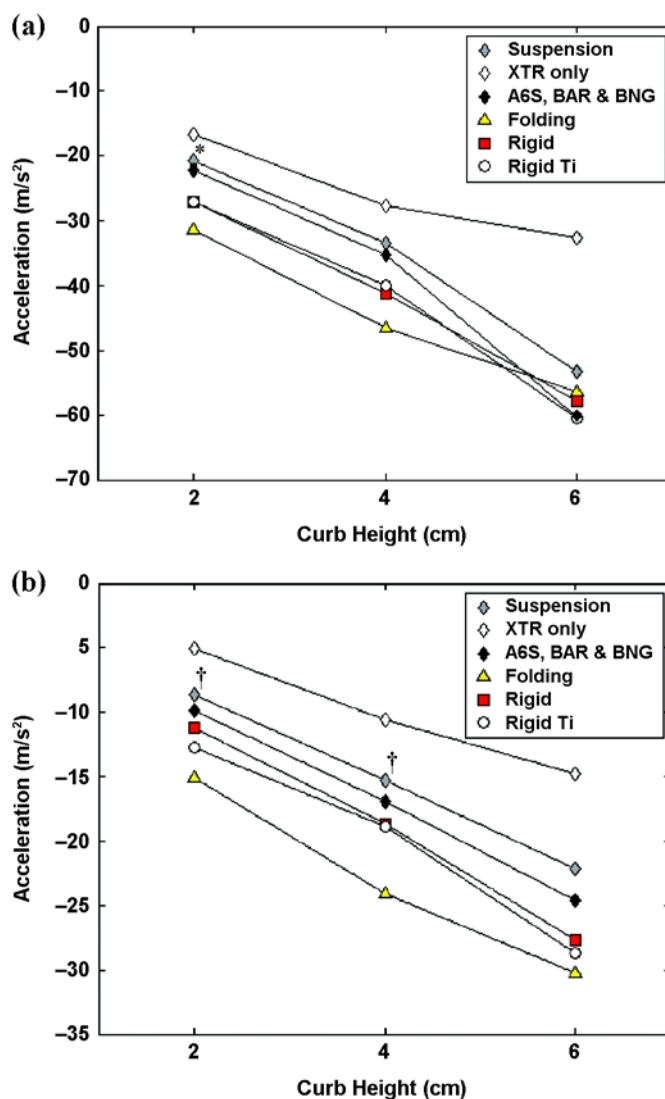 (a)
–0
–10
–20
–30
–40
–50
–60
–70
Acceleration (m/s²)
*
Suspension
XTR only
A6S, BAR & BNG
Folding
Rigid
Rigid Ti
2 4 6
Curb Height (cm)
(b)
0
5
–10
–15
–20
–25
–30
–35
Acceleration (m/s²)
†
†
Suspension
XTR only
A6S, BAR & BNG
Folding
Rigid
Rigid Ti
2 4 6
Curb Height (cm)